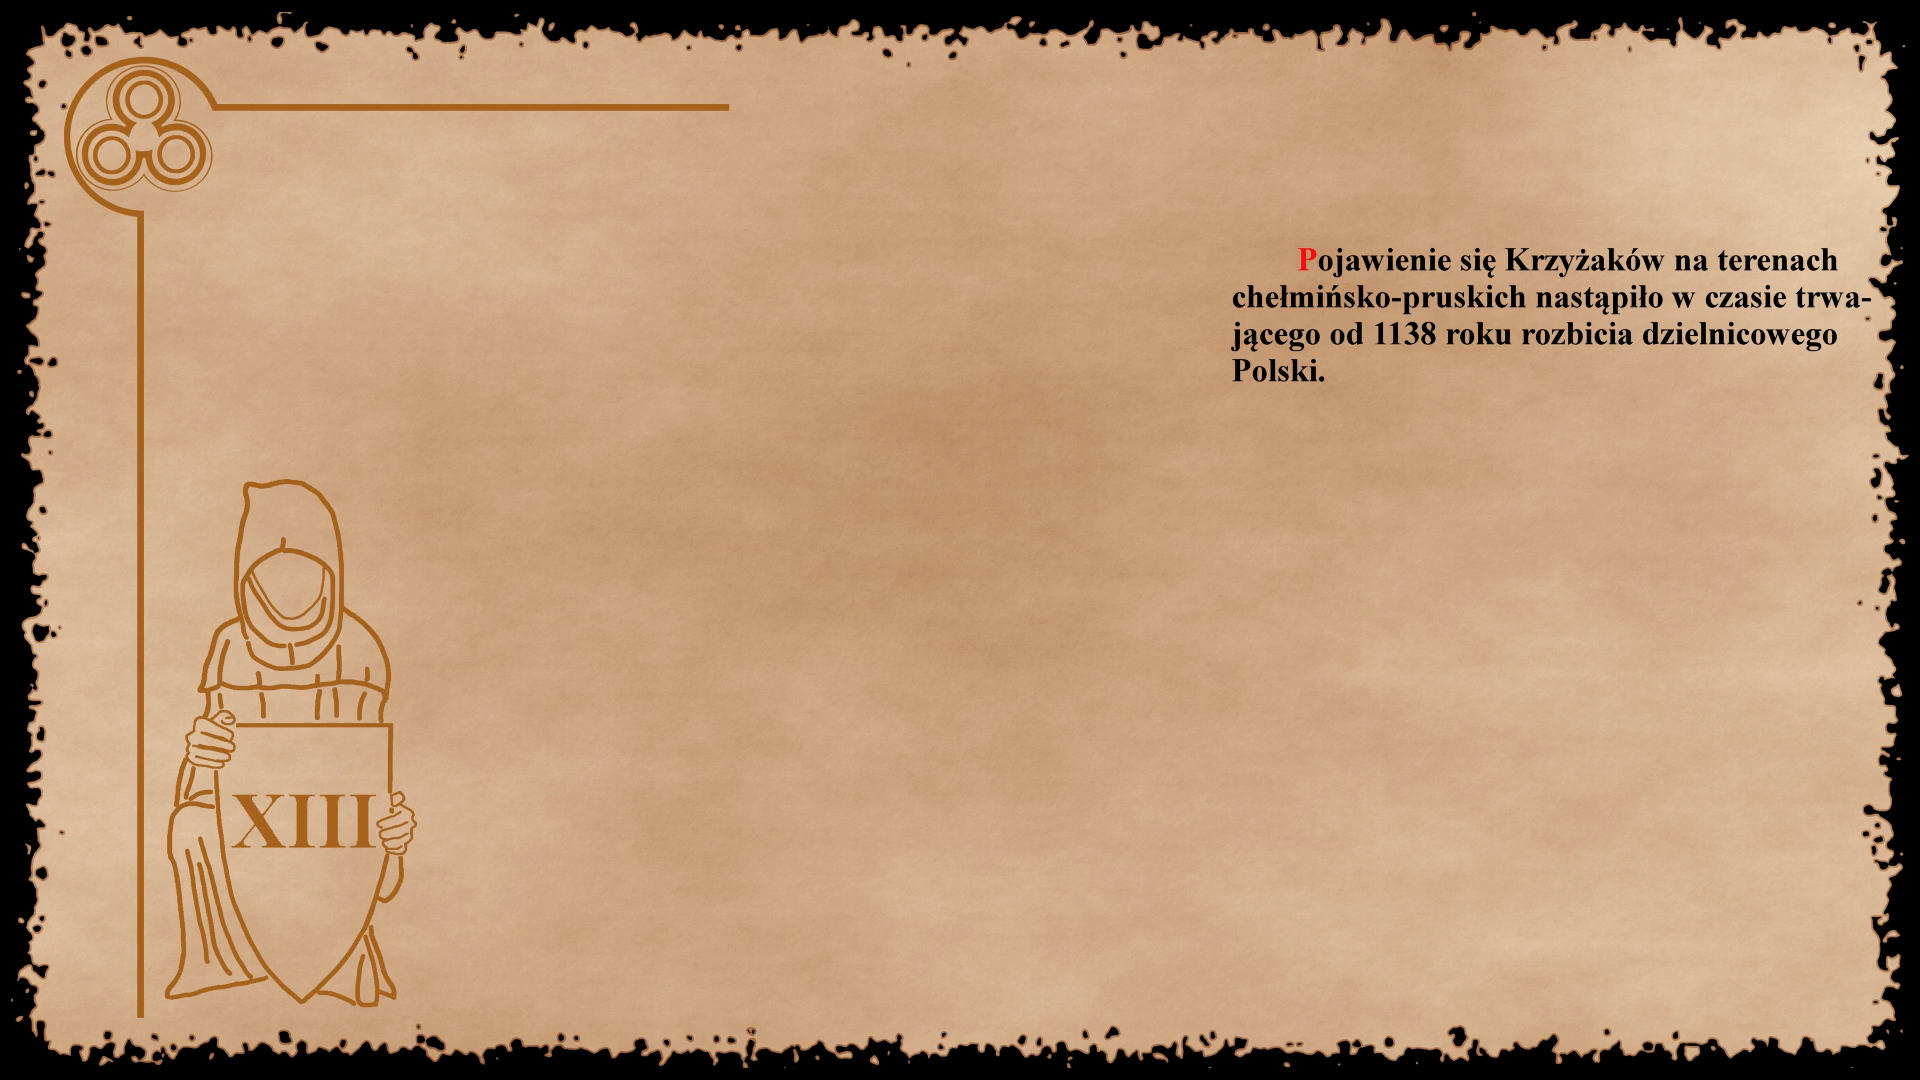 Pojawienie się Krzyżaków na terenach
chełmińsko-pruskich nastąpiło w czasie trwa-
jącego od 1138 roku rozbicia dzielnicowego
Polski.
XIII